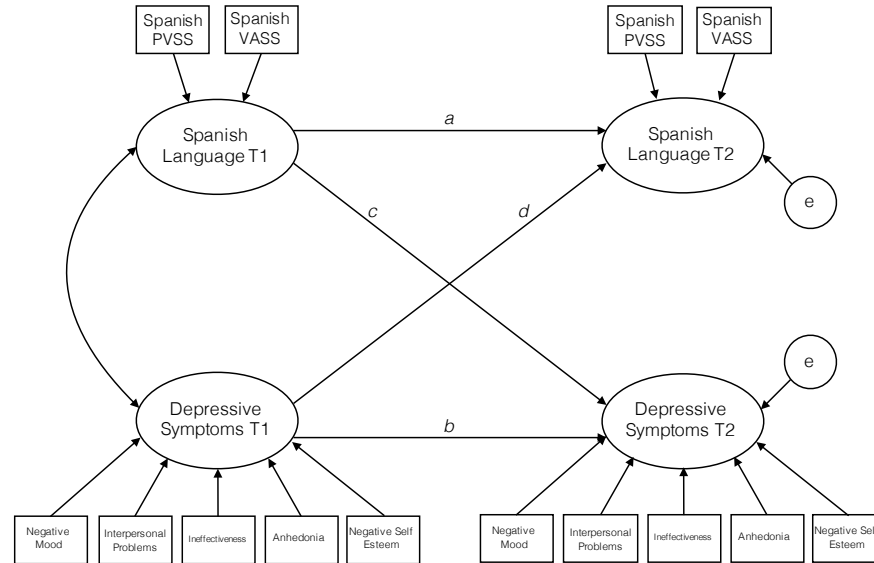 Spanish
PVSS
Spanish
VASS
Spanish
PVSS
Spanish
VASS
Spanish
Language T1
a
Spanish
Language T2
e
c
d
e
Depressive
Symptoms T1
b
Depressive
Symptoms T2
Negative
Mood
Interpersonal
Problems
Ineffectiveness
Anhedonia
Negative Self
Esteem
Negative
Mood
Interpersonal
Problems
Ineffectiveness
Anhedonia
Negative Self
Esteem